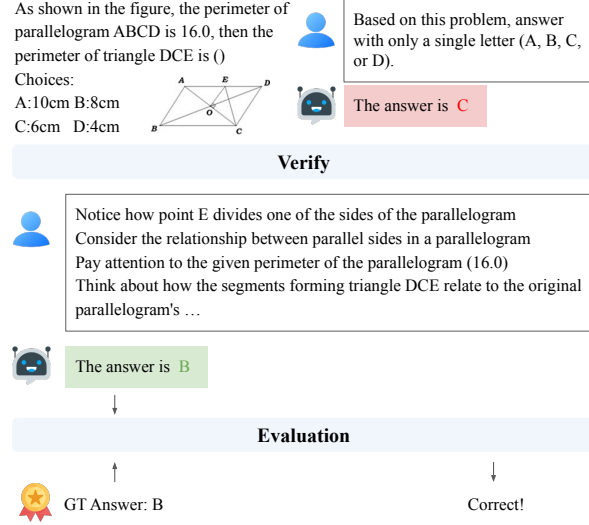 As shown in the figure, the perimeter of
parallelogram ABCD is 16.0, then the
perimeter of triangle DCE is ()
Choices:
A:10cm B:8cm
C:6cm D:4cm
A E D
O
B C
Based on this problem, answer
with only a single letter (A, B, C,
or D).
The answer is C
Verify
Notice how point E divides one of the sides of the parallelogram
Consider the relationship between parallel sides in a parallelogram
Pay attention to the given perimeter of the parallelogram (16.0)
Think about how the segments forming triangle DCE relate to the original
parallelogram's …
The answer is B
Evaluation
GT Answer: B
Correct!